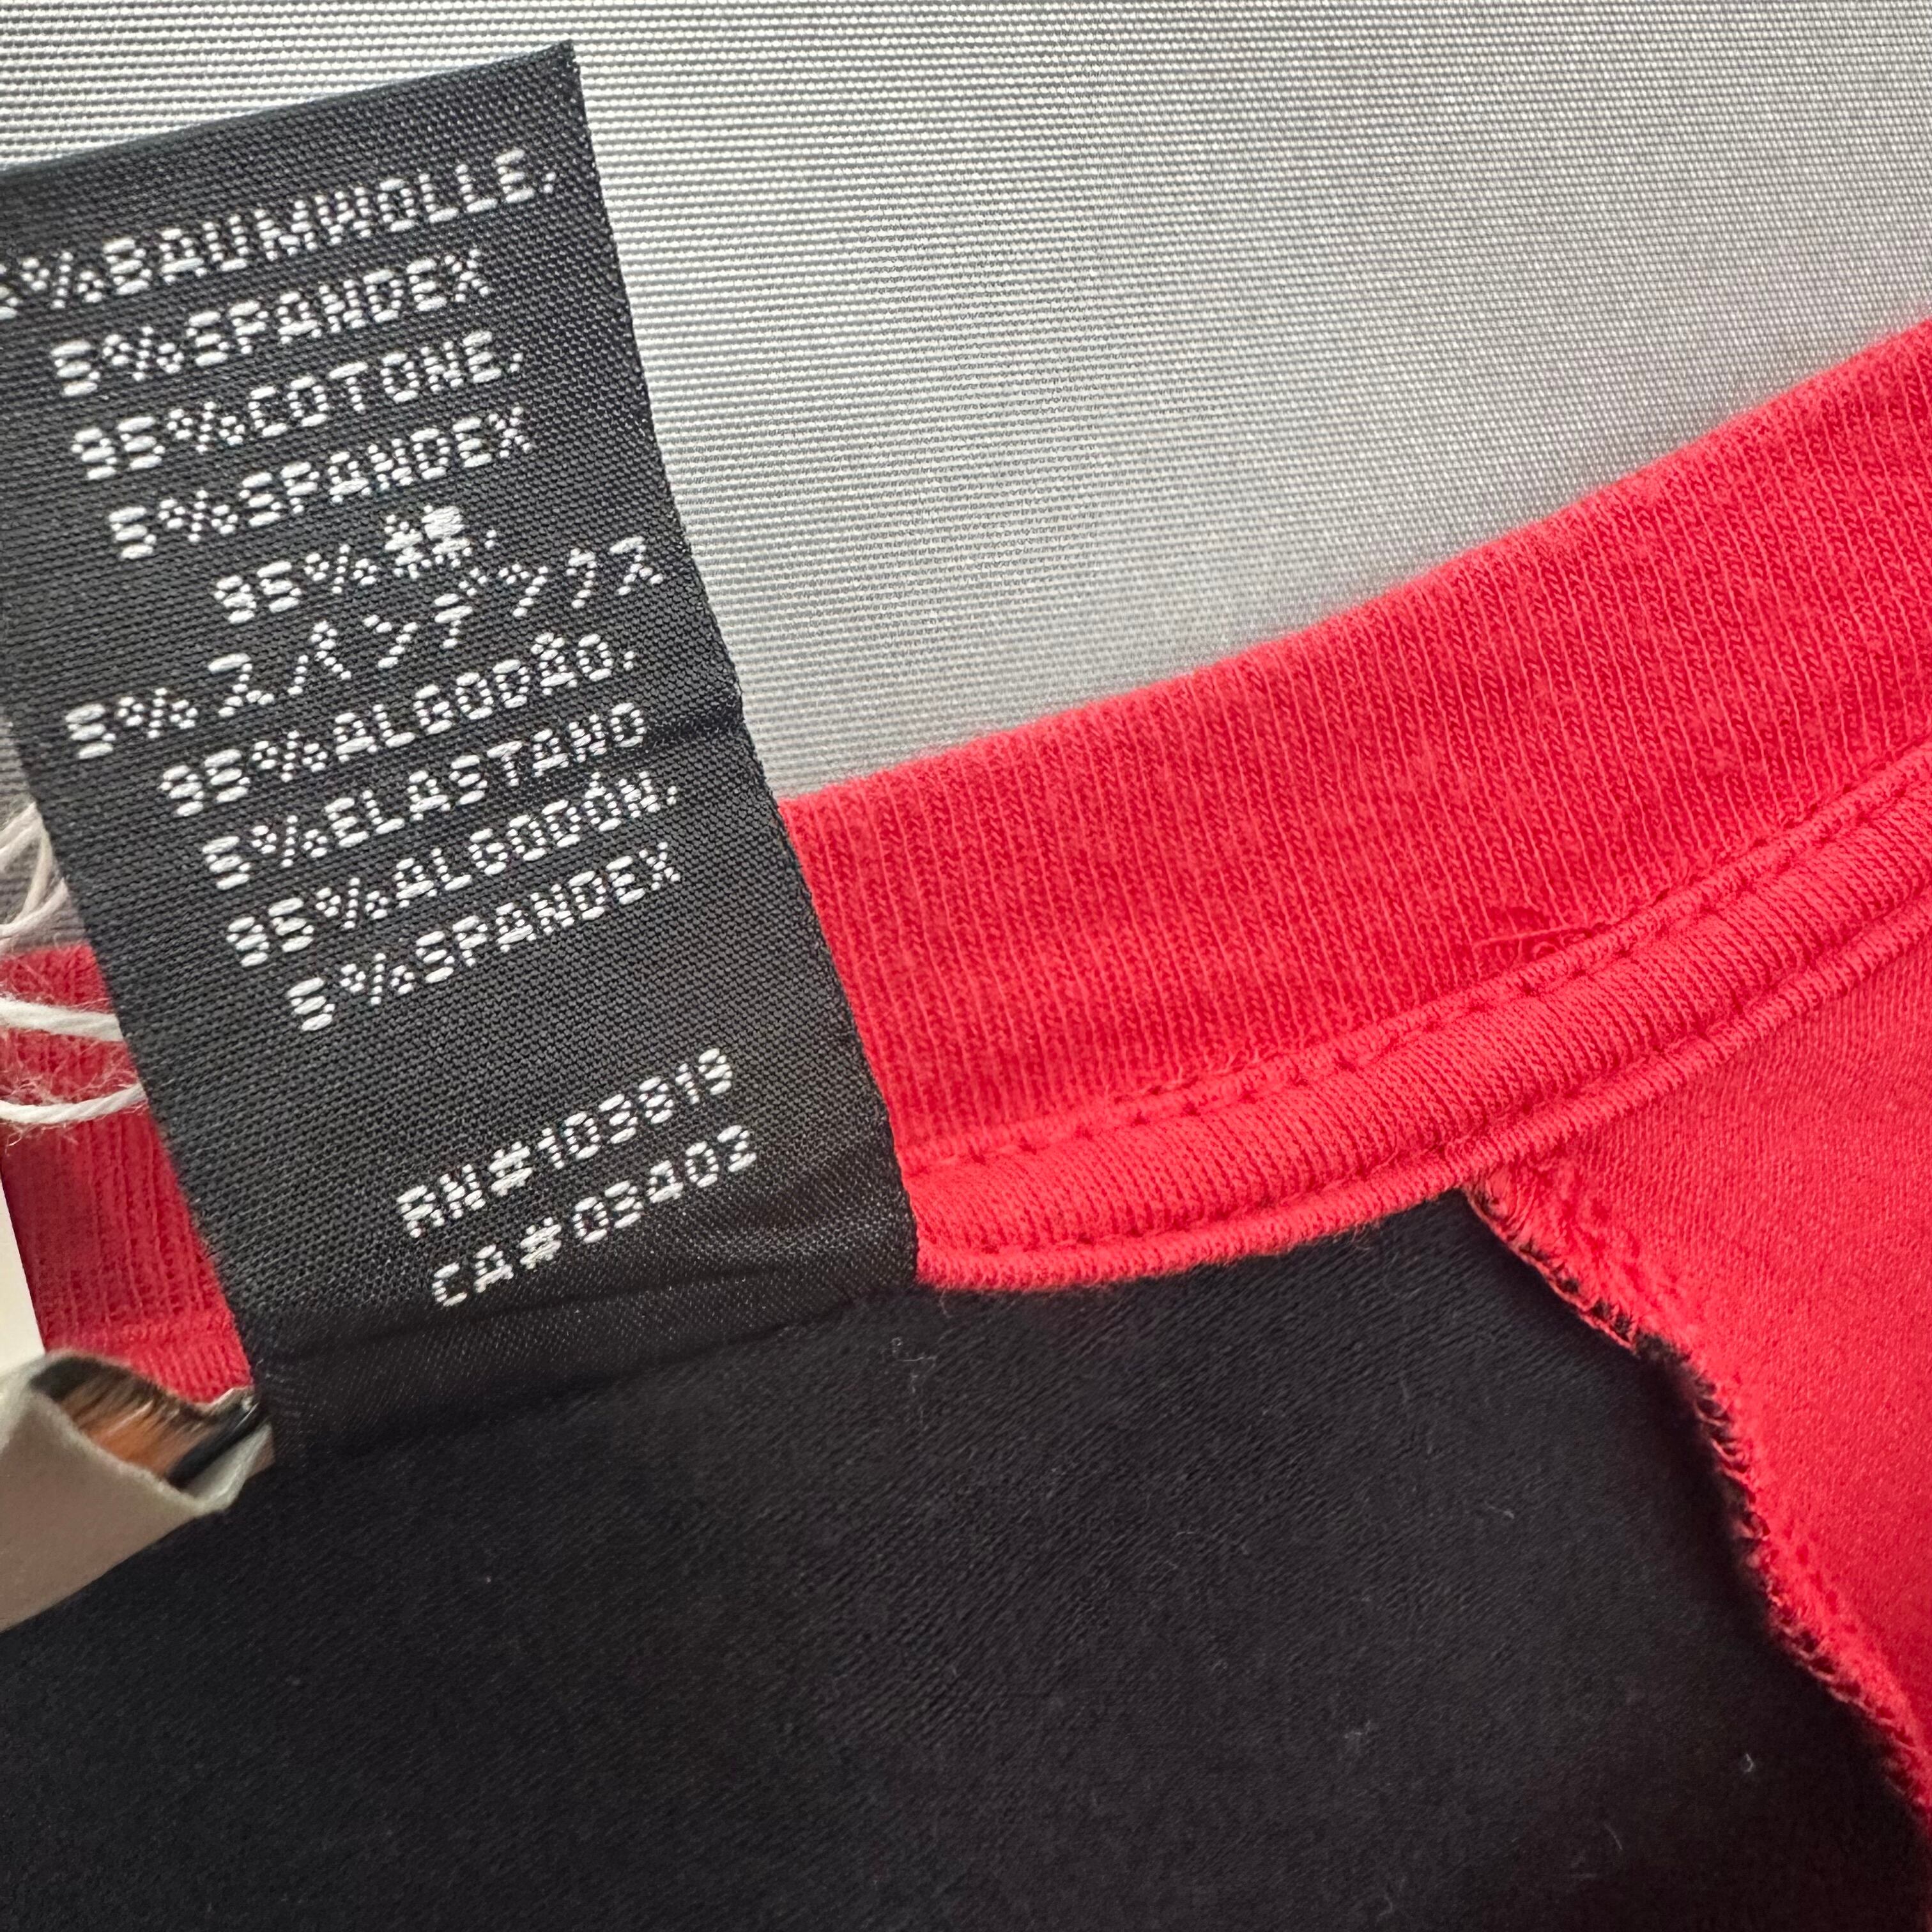 5%BAUMWOLLE,
5%SPANDEX
95%COTONE,
5%SPANDEX
95%綿,
5%スパンデックス
95%ALGODÃO,
5%ELASTANO
95%ALGODÓN,
5%SPANDEX
RN#103819
CA#03402